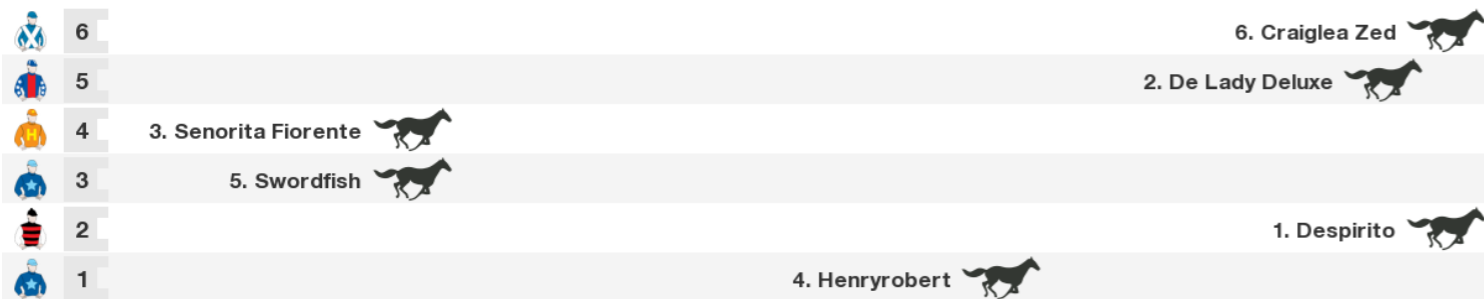 6 6. Craiglea Zed
5 2. De Lady Deluxe
H 4 3. Senorita Fiorente
3 5. Swordfish
2 1. Despirito
1 4. Henryrobert